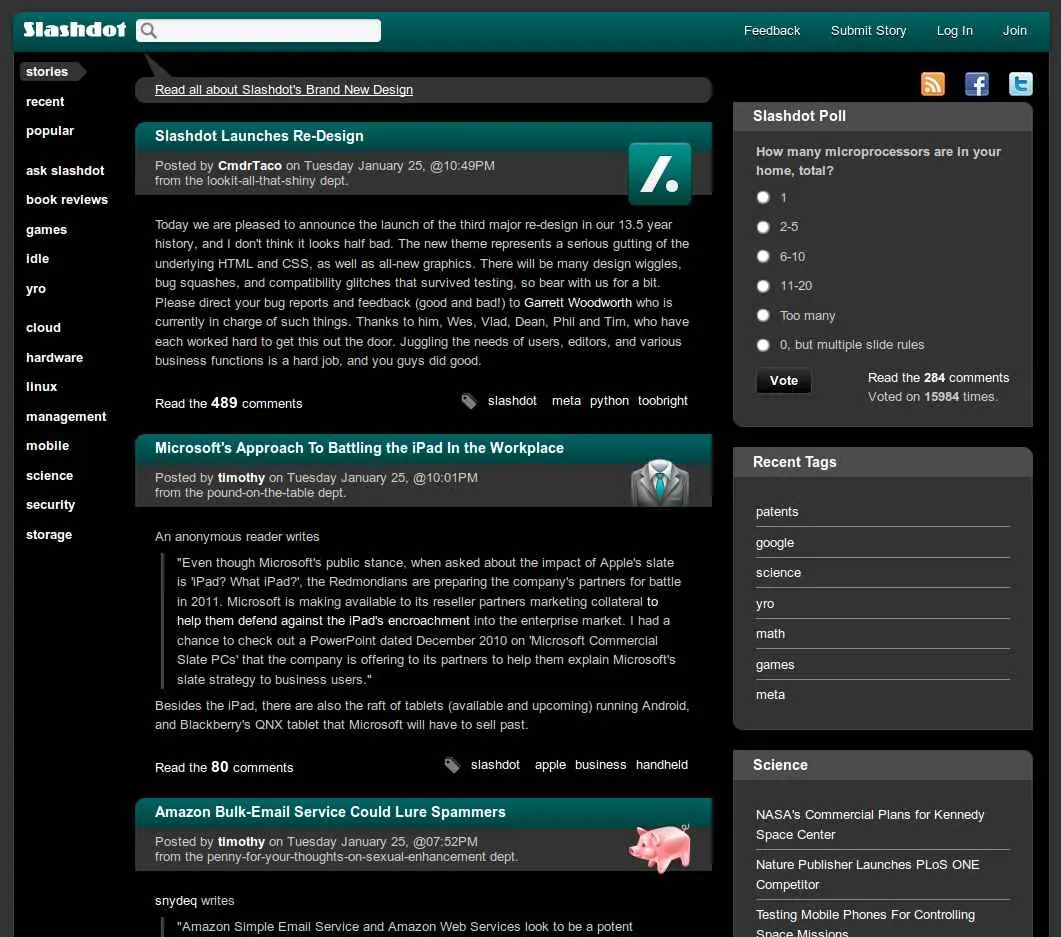 Slashdot
Feedback Submit Story Log In Join
stories
recent
popular
ask slashdot
book reviews
games
idle
yro
cloud
hardware
linux
management
mobile
science
security
storage
Read all about Slashdot's Brand New Design
Slashdot Launches Re-Design
Posted by CmdrTaco on Tuesday January 25, @10:49PM
from the lookit-all-that-shiny dept.
Today we are pleased to announce the launch of the third major re-design in our 13.5 year
history, and I don't think it looks half bad. The new theme represents a serious gutting of the
underlying HTML and CSS, as well as all-new graphics. There will be many design wiggles,
bug squashes, and compatibility glitches that survived testing, so bear with us for a bit.
Please direct your bug reports and feedback (good and bad!) to Garrett Woodworth who is
currently in charge of such things. Thanks to him, Wes, Vlad, Dean, Phil and Tim, who have
each worked hard to get this out the door. Juggling the needs of users, editors, and various
business functions is a hard job, and you guys did good.
Read the 489 comments
slashdot meta python toobright
Microsoft's Approach To Battling the iPad In the Workplace
Posted by timothy on Tuesday January 25, @10:01PM
from the pound-on-the-table dept.
An anonymous reader writes
"Even though Microsoft's public stance, when asked about the impact of Apple's slate
is 'iPad? What iPad?', the Redmondians are preparing the company's partners for battle
in 2011. Microsoft is making available to its reseller partners marketing collateral to
help them defend against the iPad's encroachment into the enterprise market. I had a
chance to check out a PowerPoint dated December 2010 on 'Microsoft Commercial
Slate PCs' that the company is offering to its partners to help them explain Microsoft's
slate strategy to business users."
Besides the iPad, there are also the raft of tablets (available and upcoming) running Android,
and Blackberry's QNX tablet that Microsoft will have to sell past.
Read the 80 comments
slashdot apple business handheld
Amazon Bulk-Email Service Could Lure Spammers
Posted by timothy on Tuesday January 25, @07:52PM
from the penny-for-your-thoughts-on-sexual-enhancement dept.
snydeq writes
"Amazon Simple Email Service and Amazon Web Services look to be a potent
Slashdot Poll
How many microprocessors are in your
home, total?
1
2-5
6-10
11-20
Too many
0, but multiple slide rules
Vote
Read the 284 comments
Voted on 15984 times.
Recent Tags
patents
google
science
yro
math
games
meta
Science
NASA's Commercial Plans for Kennedy
Space Center
Nature Publisher Launches PLoS ONE
Competitor
Testing Mobile Phones For Controlling
Space Missions